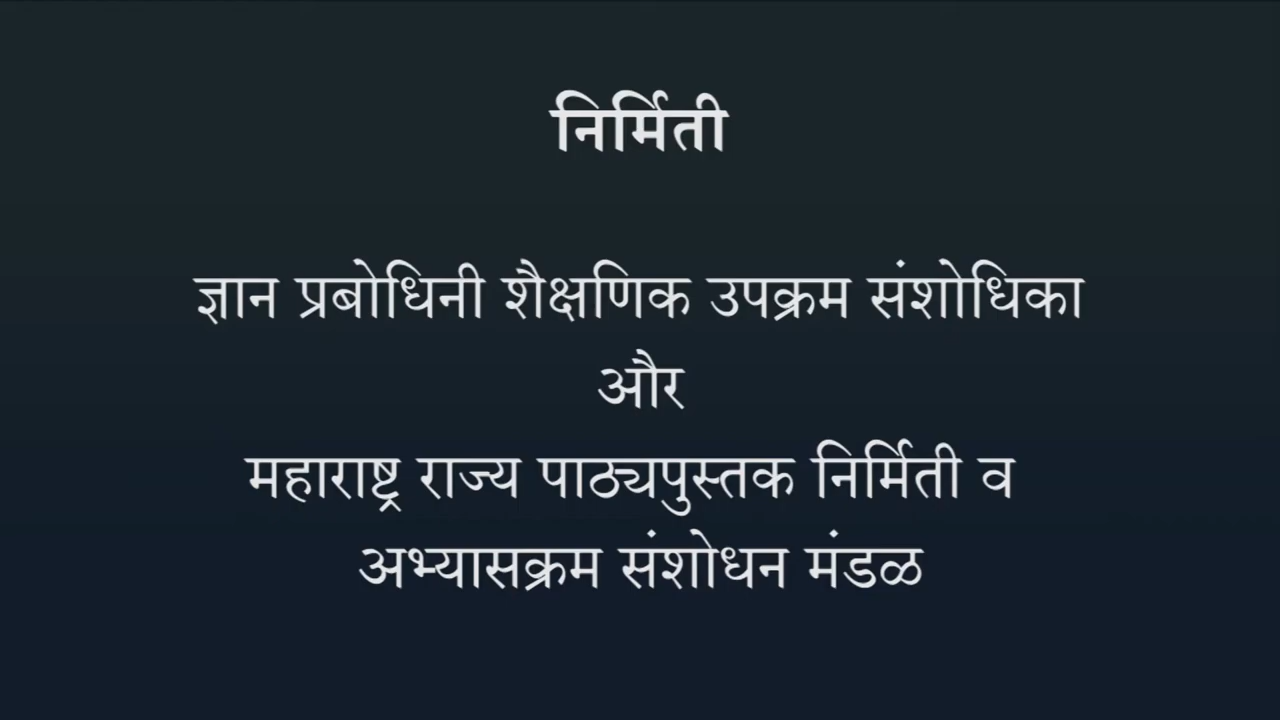 निर्मिती
ज्ञान प्रबोधिनी शैक्षणिक उपक्रम संशोधिका
और
महाराष्ट्र राज्य पाठ्यपुस्तक निर्मिती व
अभ्यासक्रम संशोधन मंडळ